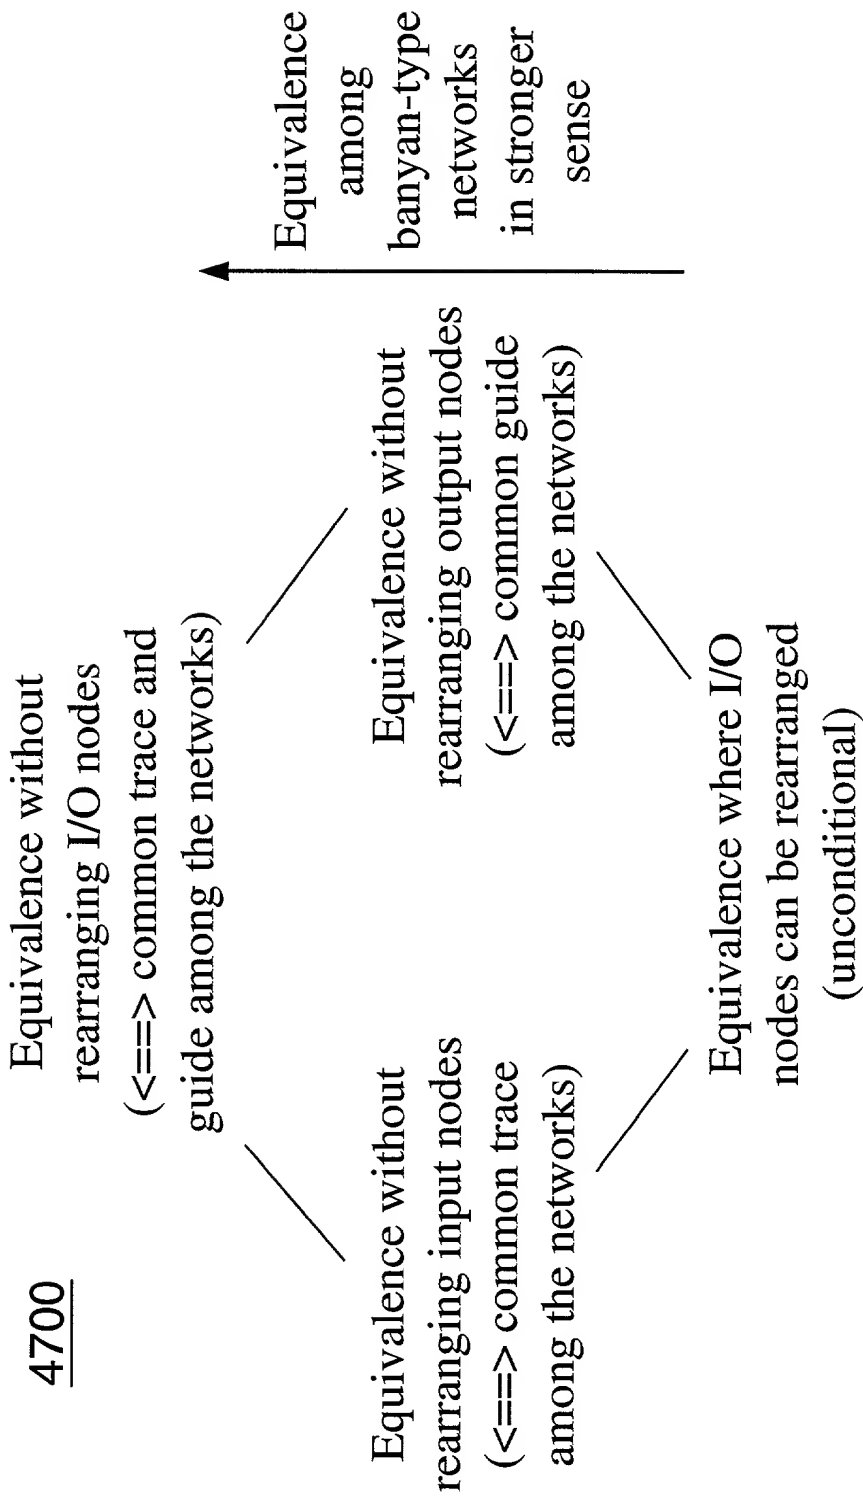 4700
Equivalence without
rearranging I/O nodes
(<==> common trace and
guide among the networks)
Equivalence without
rearranging input nodes
(<==> common trace
among the networks)
Equivalence without
rearranging output nodes
(<==> common guide
among the networks)
Equivalence where I/O
nodes can be rearranged
(unconditional)
Equivalence
among
banyan-type
networks
in stronger
sense